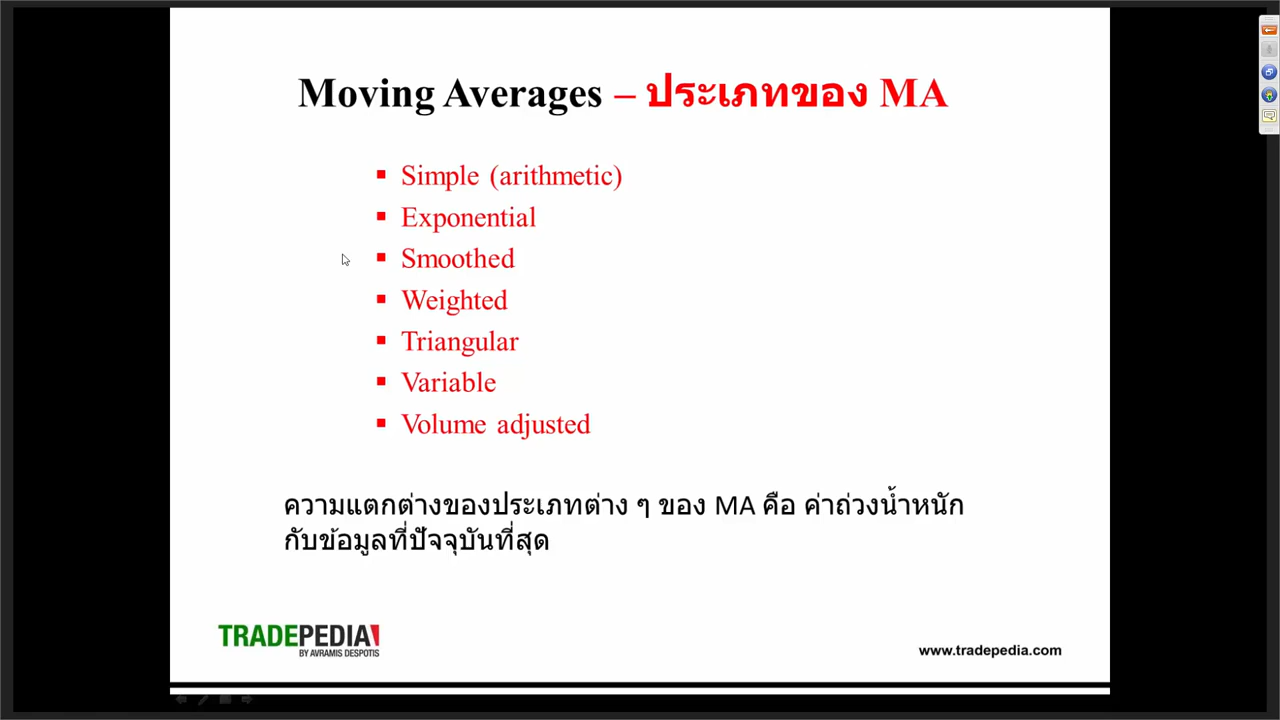 Moving Averages – ประเภทของ MA
▪ Simple (arithmetic)
▪ Exponential
▪ Smoothed
▪ Weighted
▪ Triangular
▪ Variable
▪ Volume adjusted
ความแตกต่างของประเภทต่าง ๆ ของ MA คือ ค่าถ่วงน้ำหนัก
กับข้อมูลที่ปัจจุบันที่สุด
TRADEPEDIA
BY AVRAMIS DESPOTIS
www.tradepedia.com